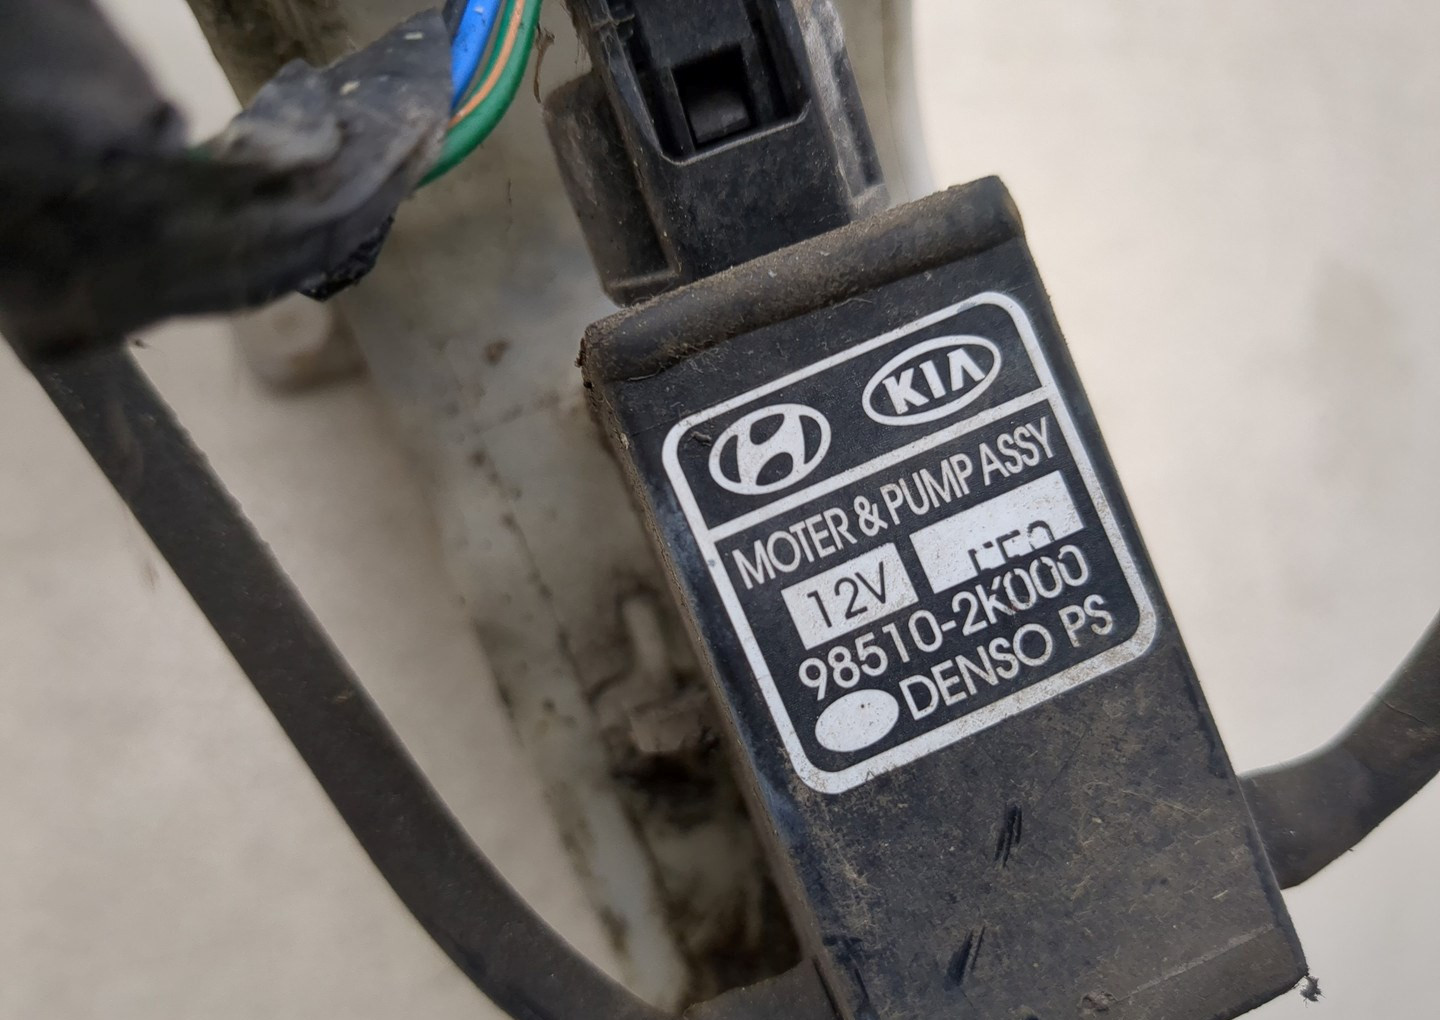 KIA
MOTER & PUMP ASSY
12V
98510-2K000
DENSO PS